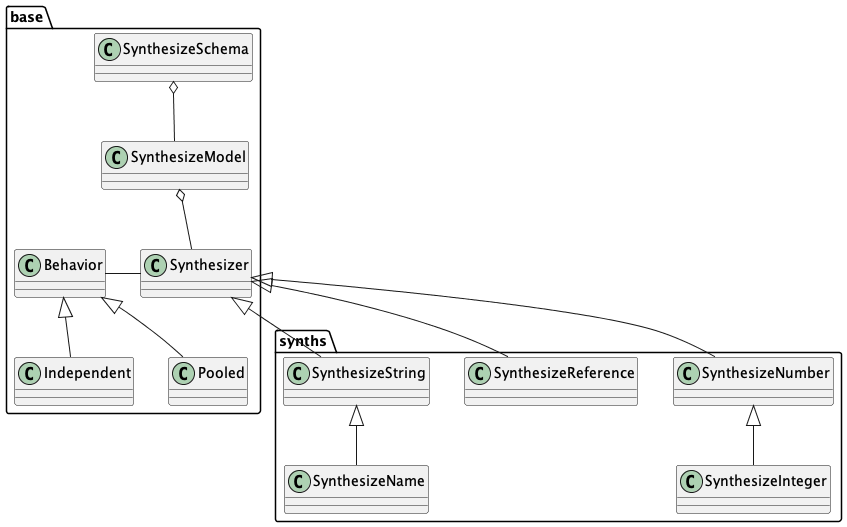 base
C SynthesizeSchema
C SynthesizeModel
C Behavior
C Synthesizer
C Independent
C Pooled
synths
C SynthesizeString
C SynthesizeReference
C SynthesizeNumber
C SynthesizeName
C SynthesizeInteger